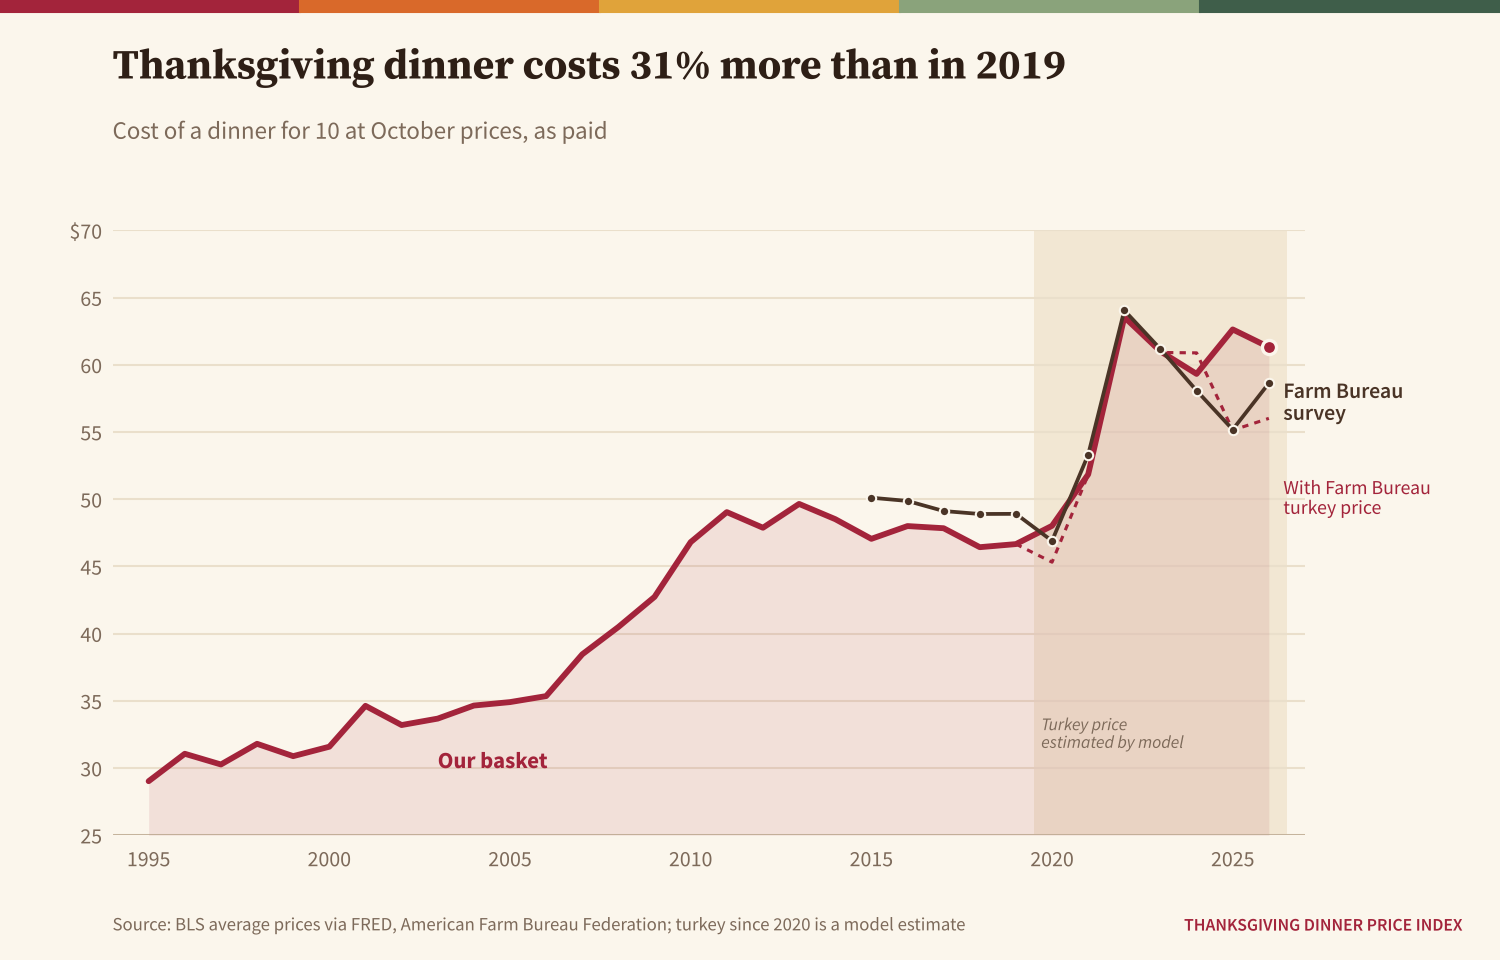 Thanksgiving dinner costs 31% more than in 2019
Cost of a dinner for 10 at October prices, as paid
$70
65
60
55
50
45
40
35
30
25
Farm Bureau
survey
With Farm Bureau
turkey price
Turkey price
estimated by model
Our basket
1995 2000 2005 2010 2015 2020 2025
Source: BLS average prices via FRED, American Farm Bureau Federation; turkey since 2020 is a model estimate
THANKSGIVING DINNER PRICE INDEX